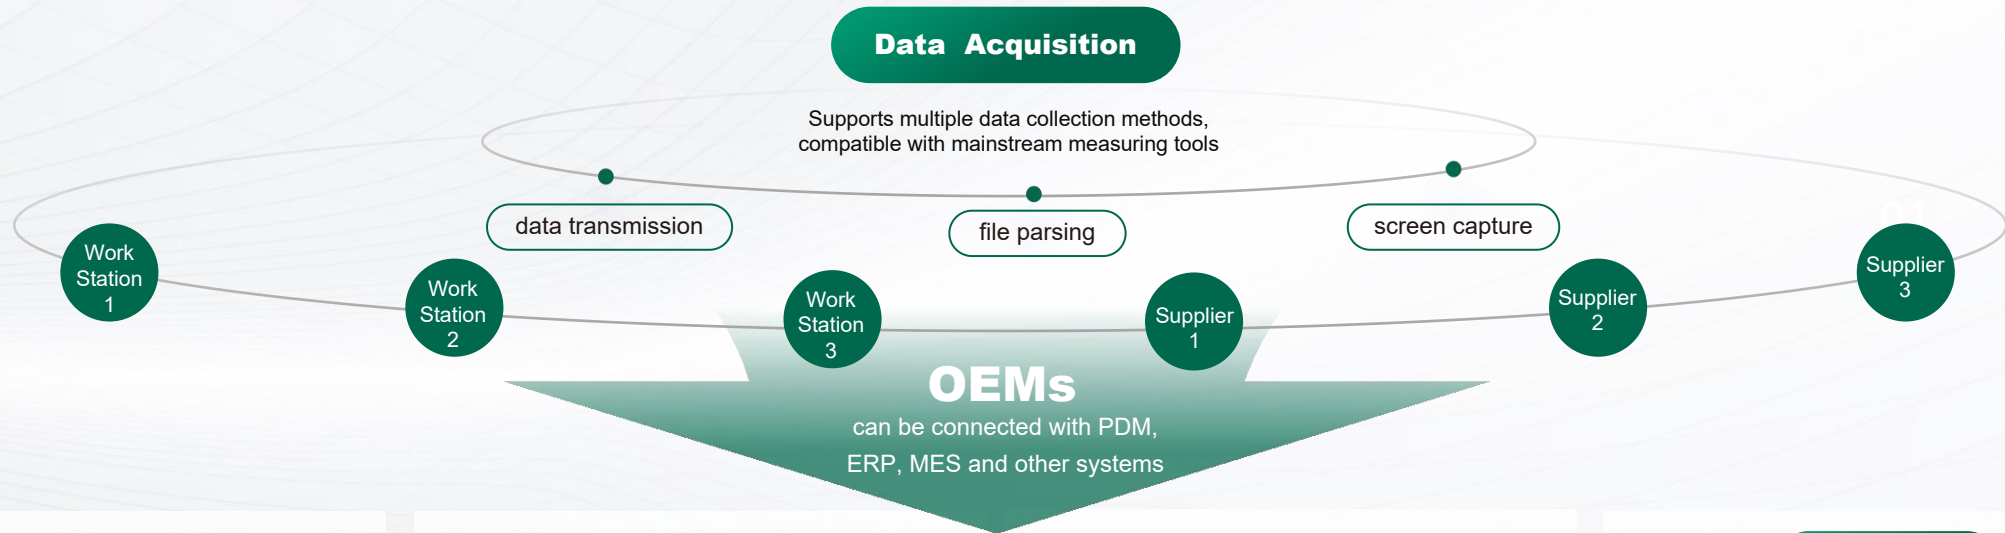 Data Acquisition
Supports multiple data collection methods,
compatible with mainstream measuring tools
data transmission
file parsing
screen capture
Work
Station
1
Work
Station
2
Work
Station
3
Supplier
1
Supplier
2
Supplier
3
OEMs
can be connected with PDM,
ERP, MES and other systems